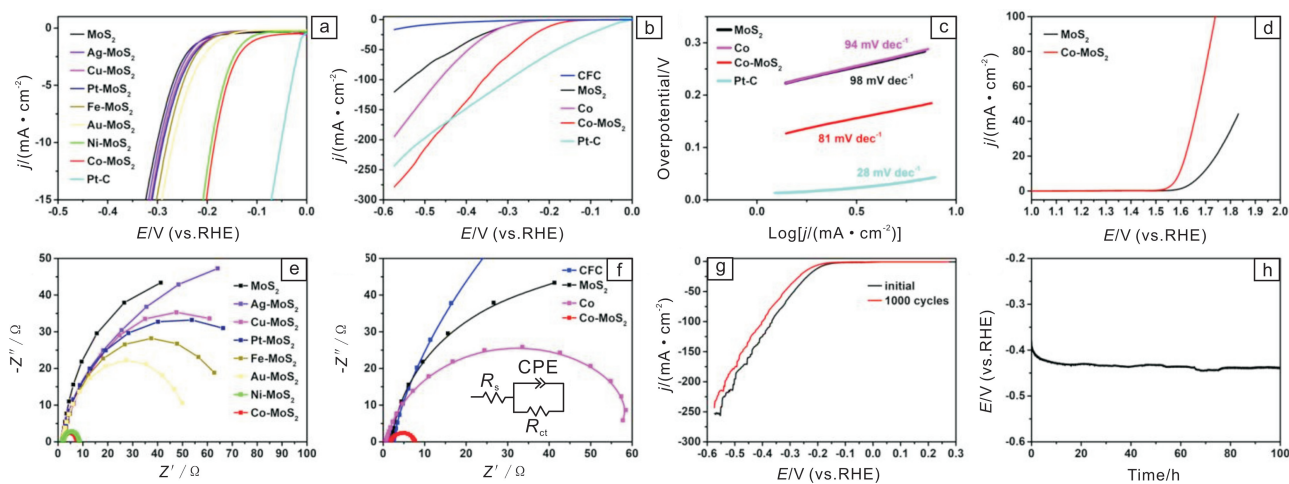 a
MoS₂
Ag-MoS₂
Cu-MoS₂
Pt-MoS₂
Fe-MoS₂
Au-MoS₂
Ni-MoS₂
Co-MoS₂
Pt-C
j/(mA • cm⁻²)
0
-5
-10
-15
-0.5 -0.4 -0.3 -0.2 -0.1 0.0
E/V (vs.RHE)
b
CFC
MoS₂
Co
Co-MoS₂
Pt-C
j/(mA • cm⁻²)
0
-50
-100
-150
-200
-250
-300
-0.6 -0.5 -0.4 -0.3 -0.2 -0.1 0.0
E/V (vs.RHE)
c
MoS₂
Co
Co-MoS₂
Pt-C
94 mV dec⁻¹
98 mV dec⁻¹
81 mV dec⁻¹
28 mV dec⁻¹
Overpotential/V
0.3
0.2
0.1
0.0
0.0 0.5 1.0
Log[j/(mA • cm⁻²)]
d
MoS₂
Co-MoS₂
j/(mA • cm⁻²)
100
80
60
40
20
0
1.0 1.1 1.2 1.3 1.4 1.5 1.6 1.7 1.8 1.9 2.0
E/V (vs.RHE)
e
MoS₂
Ag-MoS₂
Cu-MoS₂
Pt-MoS₂
Fe-MoS₂
Au-MoS₂
Ni-MoS₂
Co-MoS₂
-Z″/ Ω
50
40
30
20
10
0
0 10 20 30 40 50 60 70 80 90 100
Z′/ Ω
f
CFC
MoS₂
Co
Co-MoS₂
CPE
Rs
Rct
-Z″/ Ω
50
40
30
20
10
0
0 10 20 30 40 50 60
Z′/ Ω
g
initial
1000 cycles
j/(mA • cm⁻²)
0
-50
-100
-150
-200
-250
-300
-0.6 -0.5 -0.4 -0.3 -0.2 -0.1 0.0 0.1 0.2 0.3
E/V (vs.RHE)
h
E/V (vs.RHE)
-0.2
-0.3
-0.4
-0.5
-0.6
0 20 40 60 80 100
Time/h